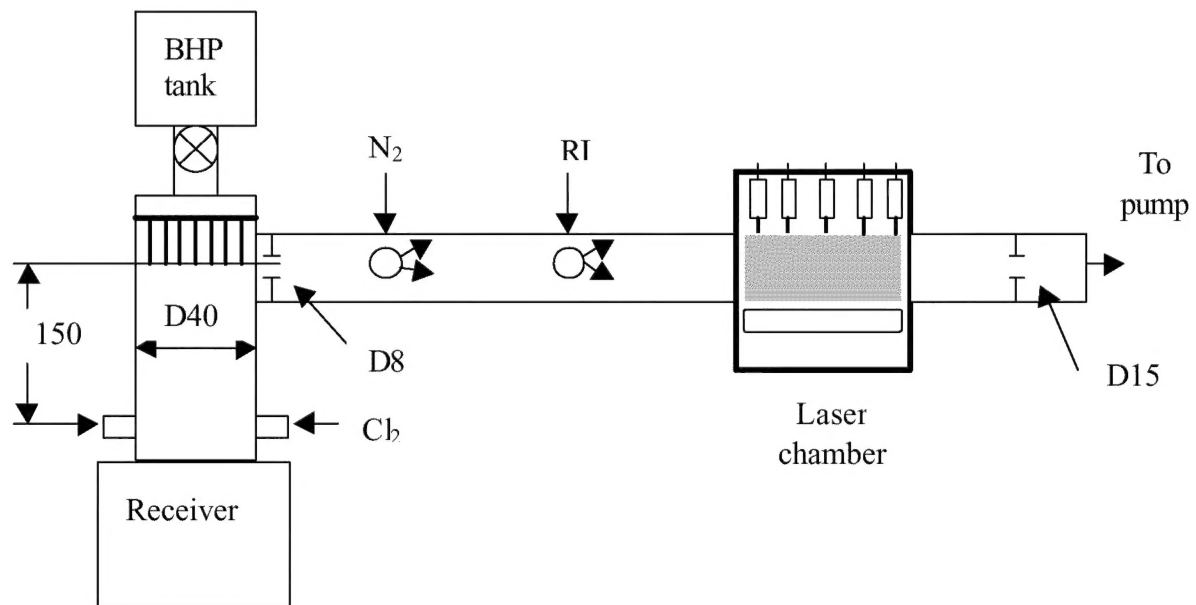 BHP
tank
N₂
RI
To
pump
150
D40
D8
D15
Cl₂
Laser
chamber
Receiver